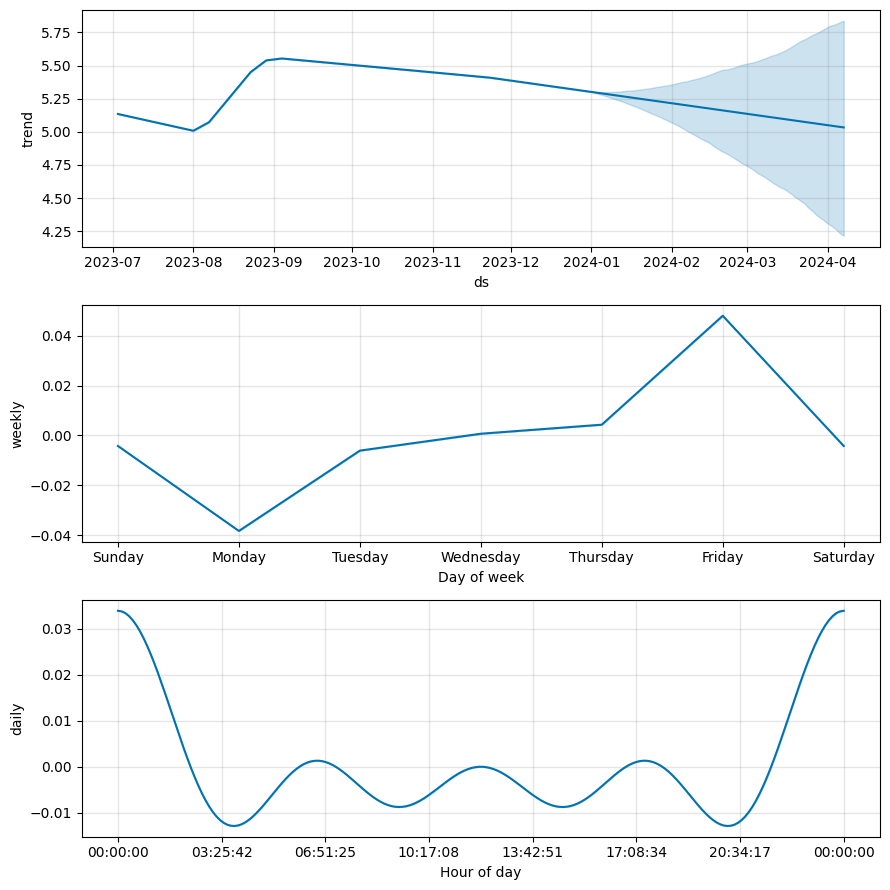 5.75
5.50
5.25
5.00
4.75
4.50
4.25
trend
2023-07 2023-08 2023-09 2023-10 2023-11 2023-12 2024-01 2024-02 2024-03 2024-04
ds
0.04
0.02
0.00
−0.02
−0.04
weekly
Sunday Monday Tuesday Wednesday Thursday Friday Saturday
Day of week
0.03
0.02
0.01
0.00
−0.01
daily
00:00:00 03:25:42 06:51:25 10:17:08 13:42:51 17:08:34 20:34:17 00:00:00
Hour of day